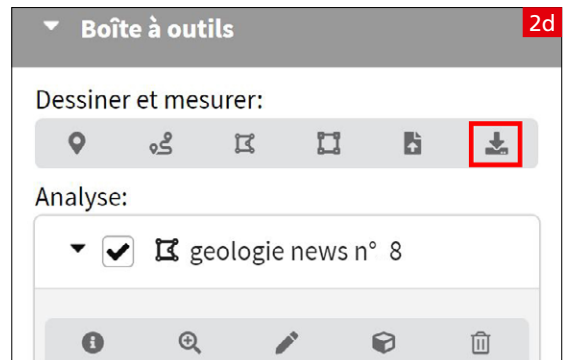 Boîte à outils 2d
Dessiner et mesurer:
Analyse:
geologie news n° 8